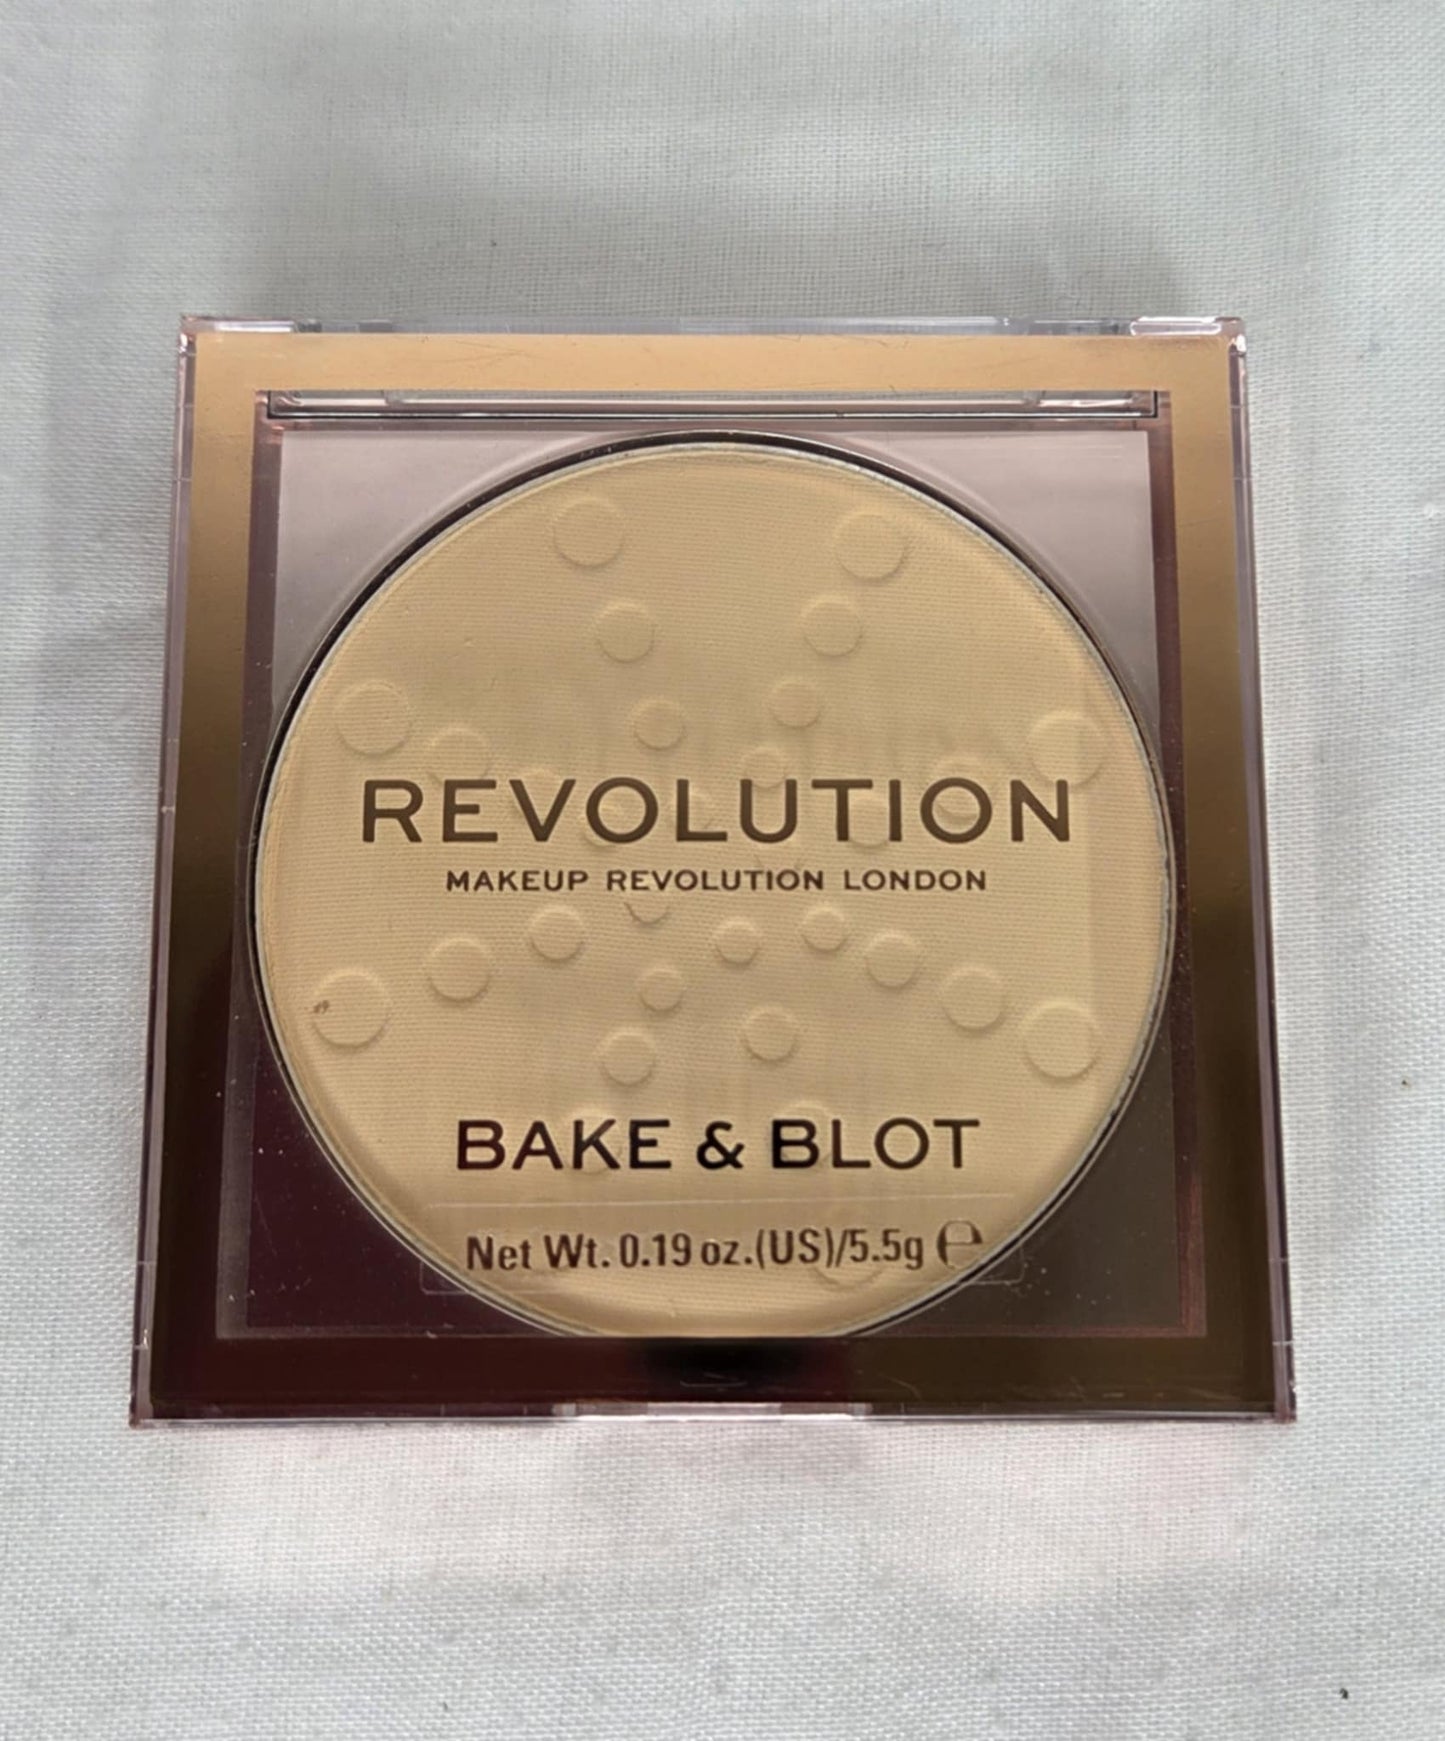 REVOLUTION
MAKEUP REVOLUTION LONDON
BAKE & BLOT
Net Wt. 0.19 oz.(US)/5.5g ℮